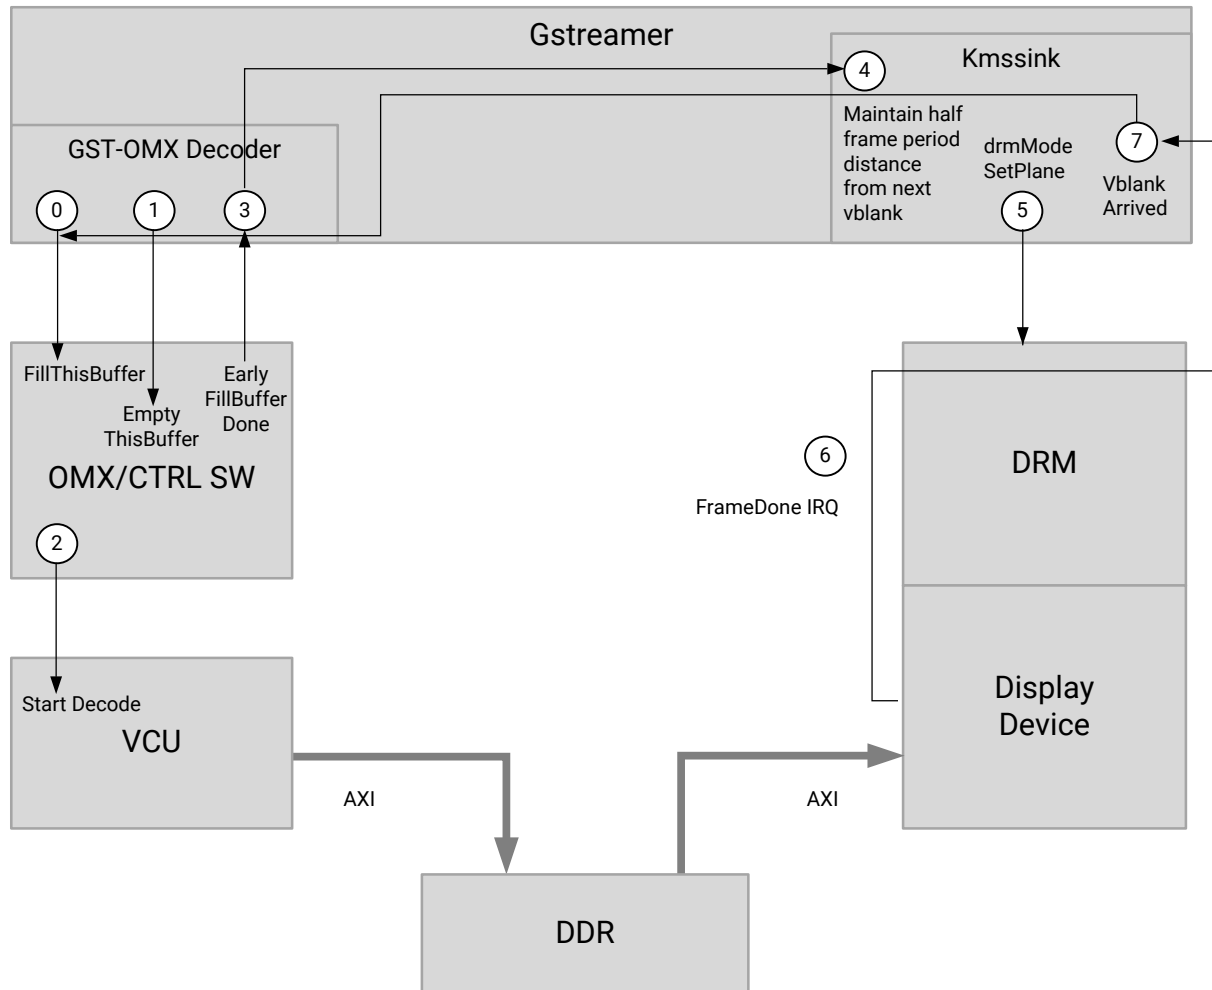 Gstreamer
Kmssink
4
Maintain half
frame period
distance
from next
vblank
drmMode
SetPlane
5
7
Vblank
Arrived
GST-OMX Decoder
0
1
3
FillThisBuffer
Empty
ThisBuffer
Early
FillBuffer
Done
OMX/CTRL SW
2
Start Decode
VCU
AXI
DDR
AXI
6
FrameDone IRQ
DRM
Display
Device